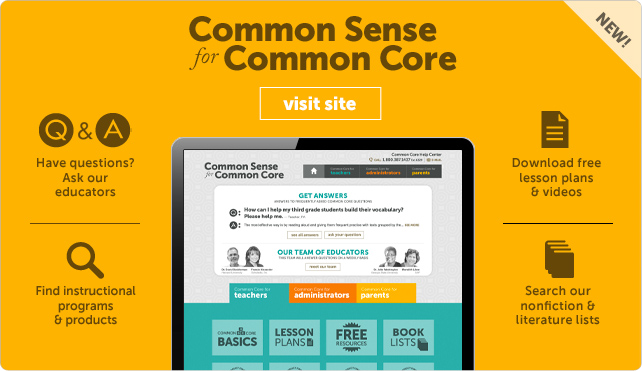 Common Sense
for Common Core
NEW!
visit site
Q & A
Have questions?
Ask our
educators
Find instructional
programs
& products
Download free
lesson plans
& videos
Search our
nonfiction &
literature lists
Common Core Help Center
Common Sense
for Common Core
Common Core for
teachers
Common Core for
administrators
Common Core for
parents
GET ANSWERS
ANSWERS TO FREQUENTLY ASKED COMMON CORE QUESTIONS
Q: How can I help my third grade students build their vocabulary?
Please help me. – Teacher, FL
A:
see all answers
ask your question
OUR TEAM OF EDUCATORS
meet our team
Common Core for
teachers
Common Core for
administrators
Common Core for
parents
COMMON CORE
BASICS
LESSON
PLANS
FREE
RESOURCES
BOOK
LISTS